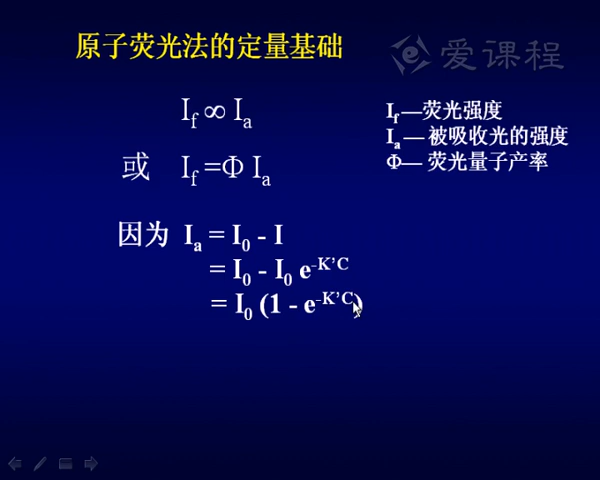 原子荧光法的定量基础
爱课程
If ∞ Ia
或 If =Φ Ia
If—荧光强度
Ia— 被吸收光的强度
Φ— 荧光量子产率
因为 Ia = I0 - I
= I0 - I0 e-K’C
= I0 (1 - e-K’C)